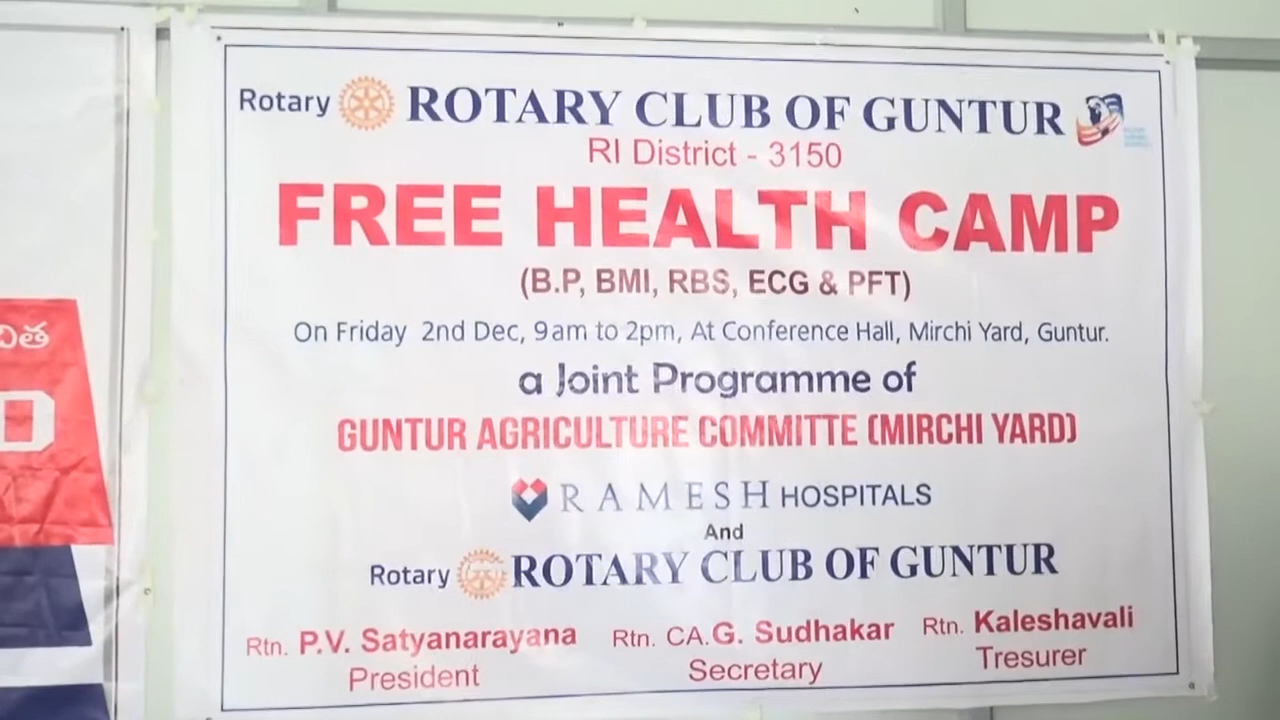 Rotary ROTARY CLUB OF GUNTUR
RI District - 3150
FREE HEALTH CAMP
(B.P, BMI, RBS, ECG & PFT)
On Friday 2nd Dec, 9am to 2pm, At Conference Hall, Mirchi Yard, Guntur.
a Joint Programme of
GUNTUR AGRICULTURE COMMITTE (MIRCHI YARD)
RAMESH HOSPITALS
And
Rotary ROTARY CLUB OF GUNTUR
Rtn. P.V. Satyanarayana Rtn. CA.G. Sudhakar Rtn. Kaleshavali
President Secretary Tresurer